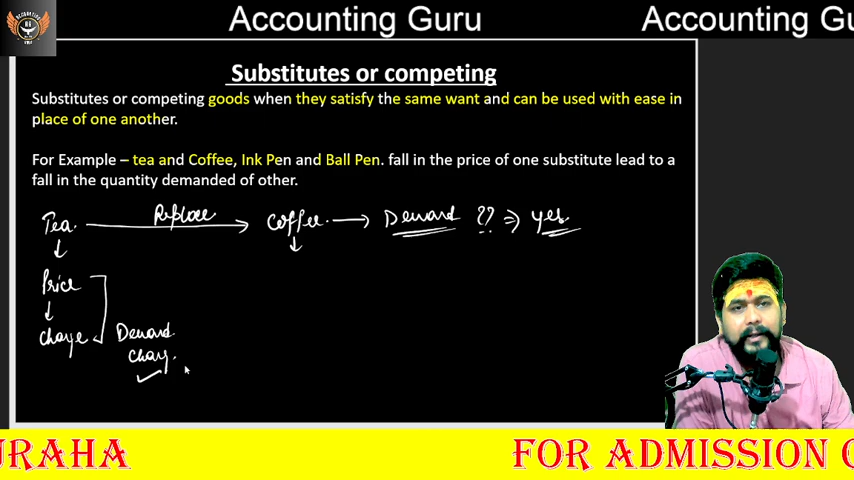 Accounting Guru
Accounting Gu
Substitutes or competing
Substitutes or competing goods when they satisfy the same want and can be used with ease in
place of one another.
For Example – tea and Coffee, Ink Pen and Ball Pen. fall in the price of one substitute lead to a
fall in the quantity demanded of other.
Tea. Replace Coffee. Demand ?? ⇒ yes.
Price
change
Demand
chang.
URAHA
FOR ADMISSION C